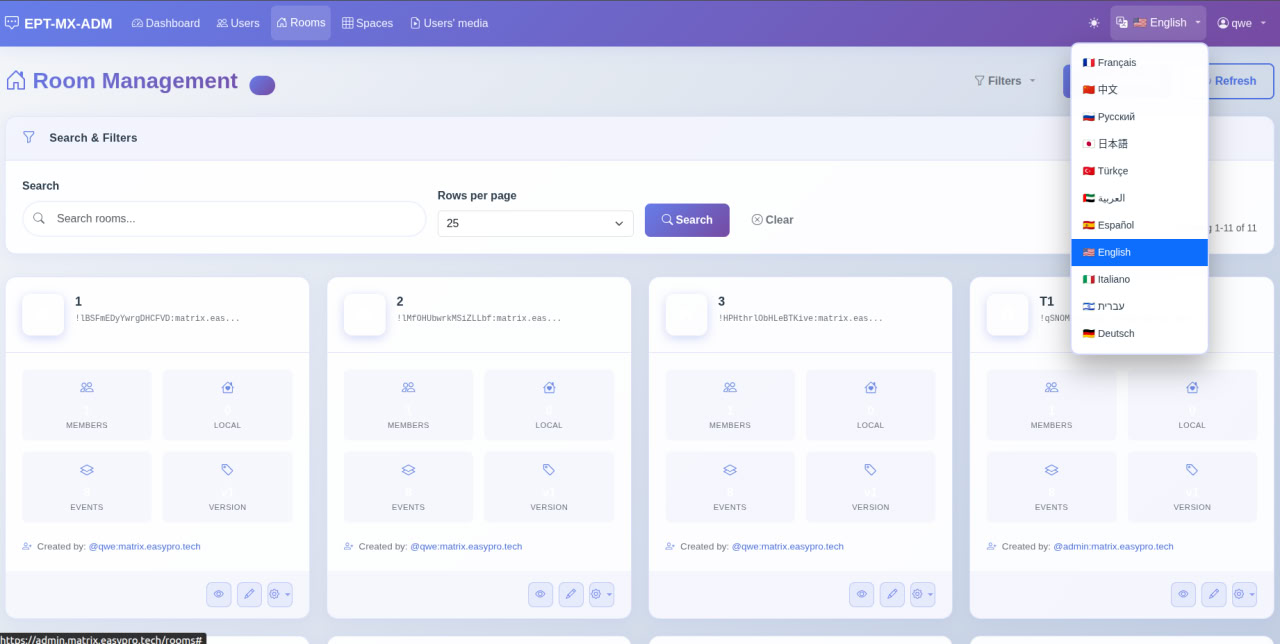 EPT-MX-ADM Dashboard Users Rooms Spaces Users' media English qwe
Room Management Filters Refresh
Français
中文
Русский
日本語
Türkçe
العربية
Español
English
Italiano
עברית
Deutsch
Search & Filters
Search
Search rooms...
Rows per page
25
Search Clear
1-11 of 11
1
!lBSFmEDyYwrgDHCFVD:matrix.eas...
MEMBERS LOCAL
EVENTS
v1
VERSION
Created by: @qwe:matrix.easypro.tech
2
!lMfOHUbwrkMSiZLLbf:matrix.eas...
MEMBERS LOCAL
EVENTS
v1
VERSION
Created by: @qwe:matrix.easypro.tech
3
!HPHthrlObHLeBTKive:matrix.eas...
MEMBERS LOCAL
EVENTS
v1
VERSION
Created by: @qwe:matrix.easypro.tech
T1
!qSNOM
MEMBERS LOCAL
EVENTS
v1
VERSION
Created by: @admin:matrix.easypro.tech
https://admin.matrix.easypro.tech/rooms#